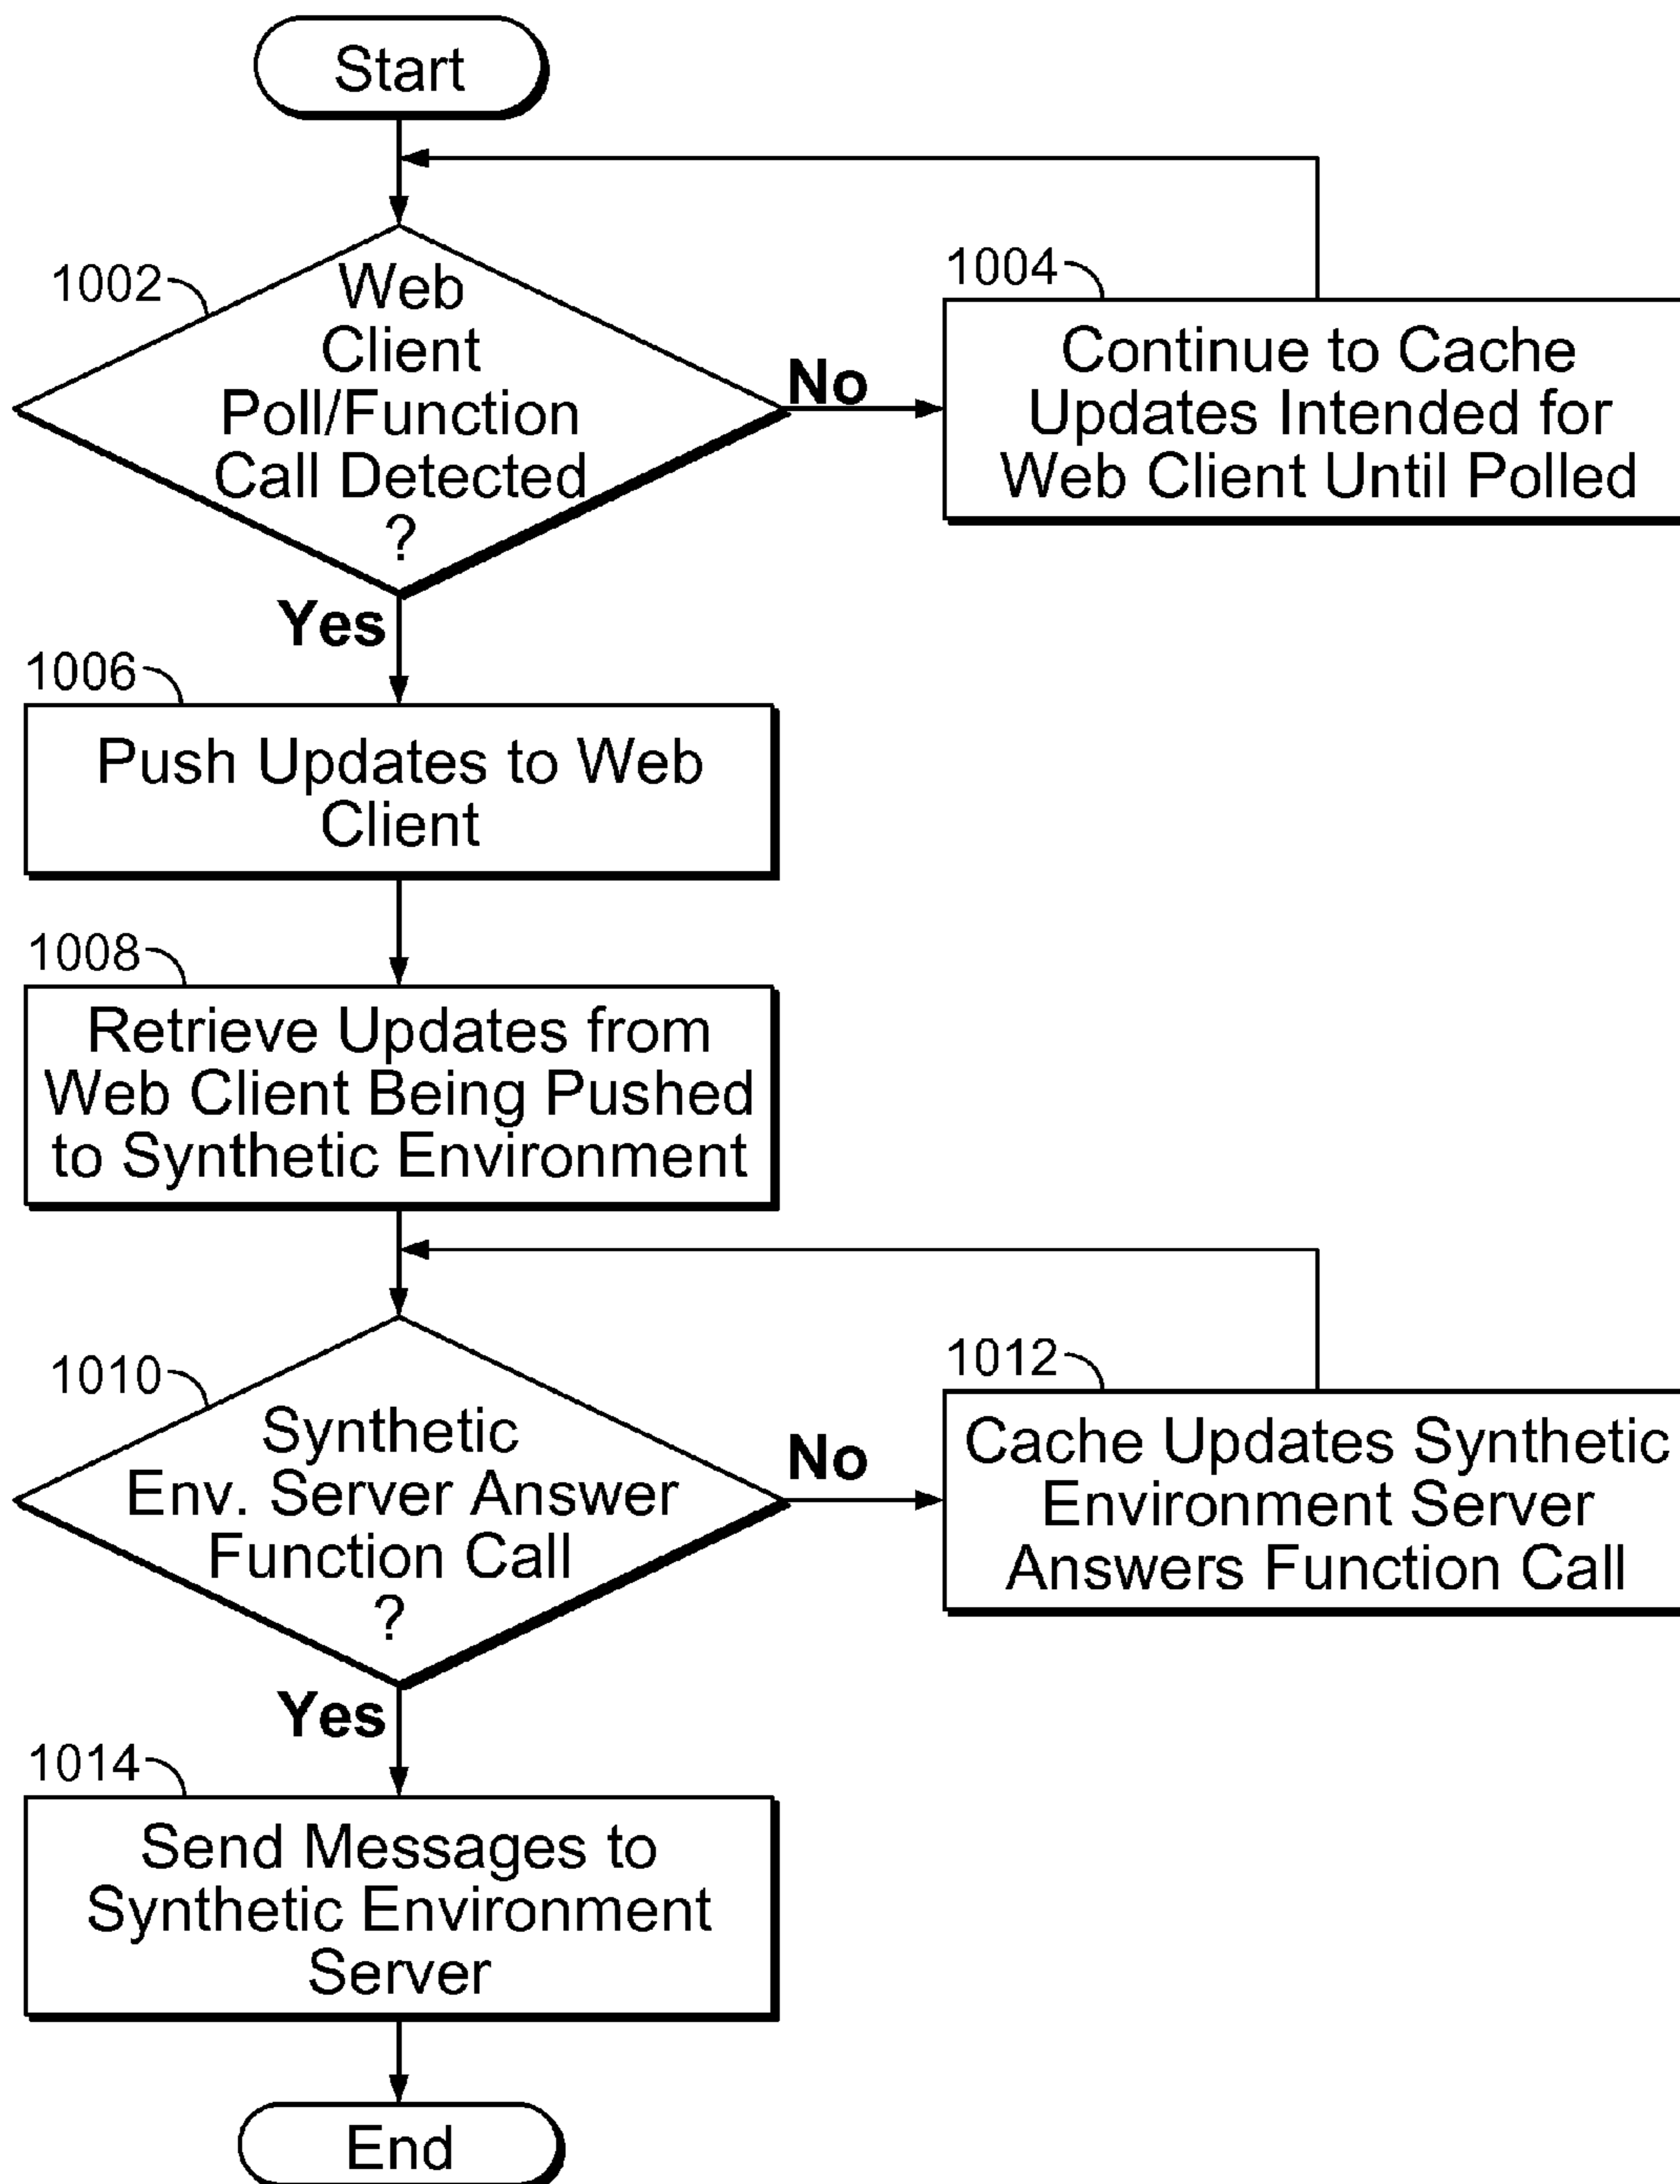 Start
1002
Web
Client
Poll/Function
Call Detected
?
No
1004
Continue to Cache
Updates Intended for
Web Client Until Polled
Yes
1006
Push Updates to Web
Client
1008
Retrieve Updates from
Web Client Being Pushed
to Synthetic Environment
1010
Synthetic
Env. Server Answer
Function Call
?
No
1012
Cache Updates Synthetic
Environment Server
Answers Function Call
Yes
1014
Send Messages to
Synthetic Environment
Server
End